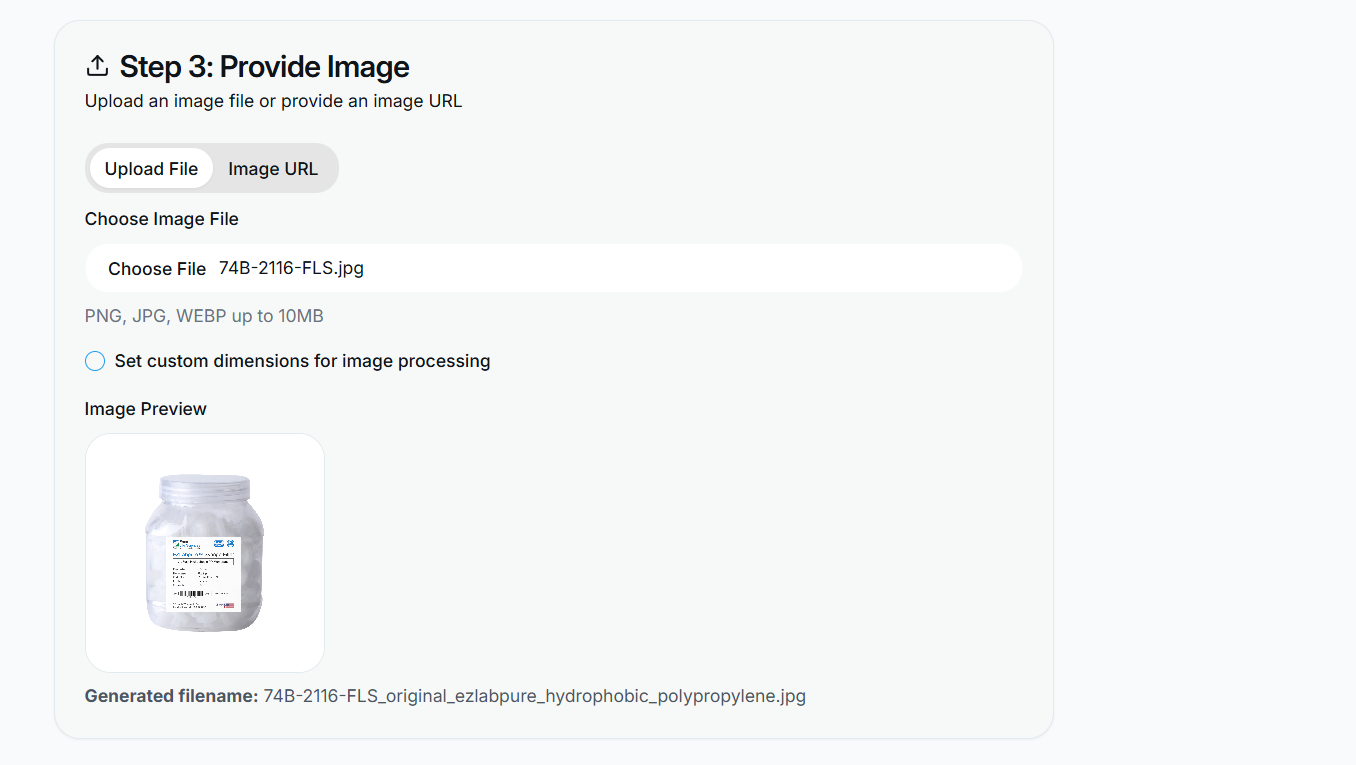 Step 3: Provide Image
Upload an image file or provide an image URL
Upload File Image URL
Choose Image File
Choose File 74B-2116-FLS.jpg
PNG, JPG, WEBP up to 10MB
Set custom dimensions for image processing
Image Preview
Generated filename: 74B-2116-FLS_original_ezlabpure_hydrophobic_polypropylene.jpg